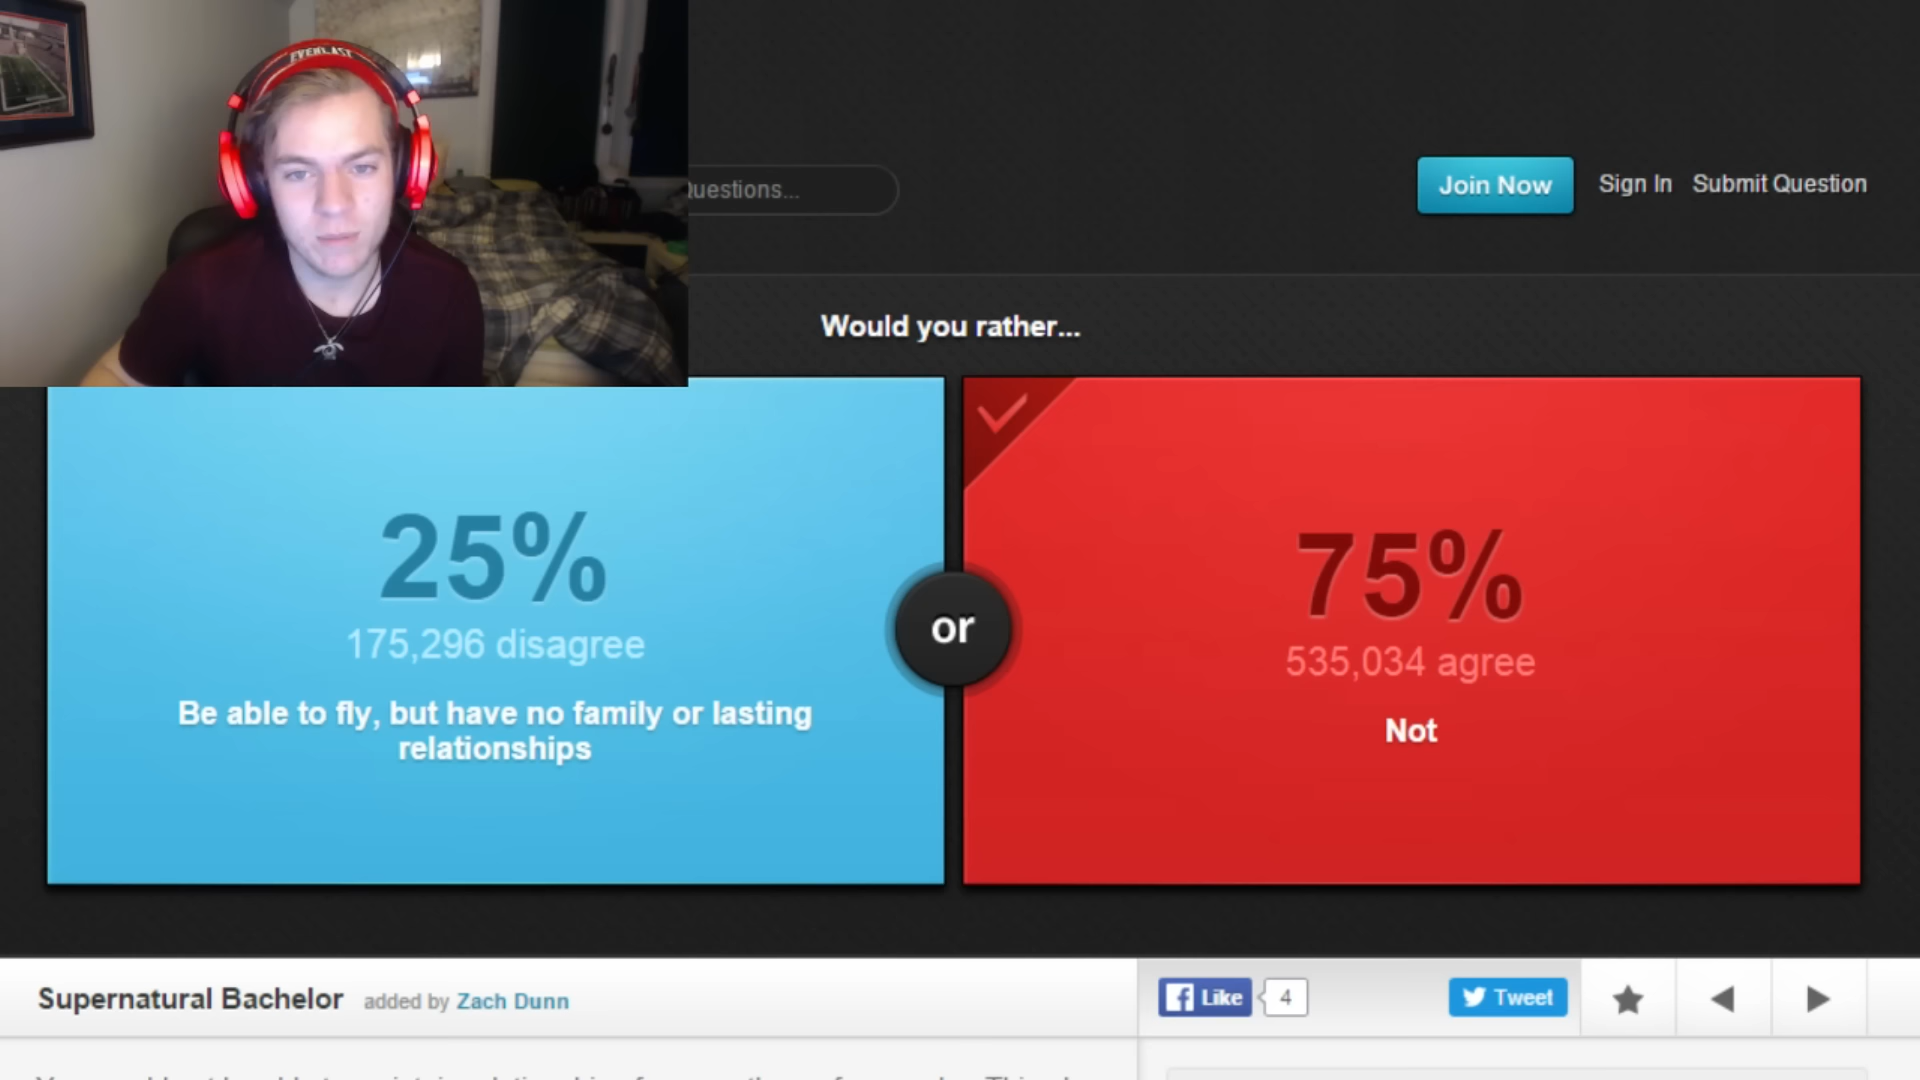 EVERLAST
Questions...
Join Now
Sign In
Submit Question
Would you rather...
25%
175,296 disagree
Be able to fly, but have no family or lasting
relationships
or
75%
535,034 agree
Not
Supernatural Bachelor added by Zach Dunn
Like
4
Tweet